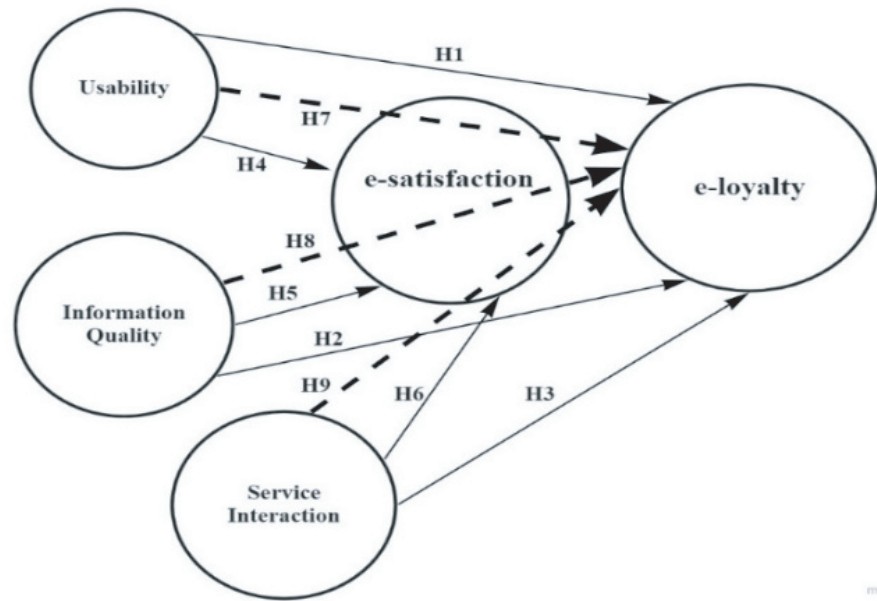 H1
Usability
H7
H4
e-satisfaction
e-loyalty
H8
H5
Information
Quality
H2
H9
H6
H3
Service
Interaction